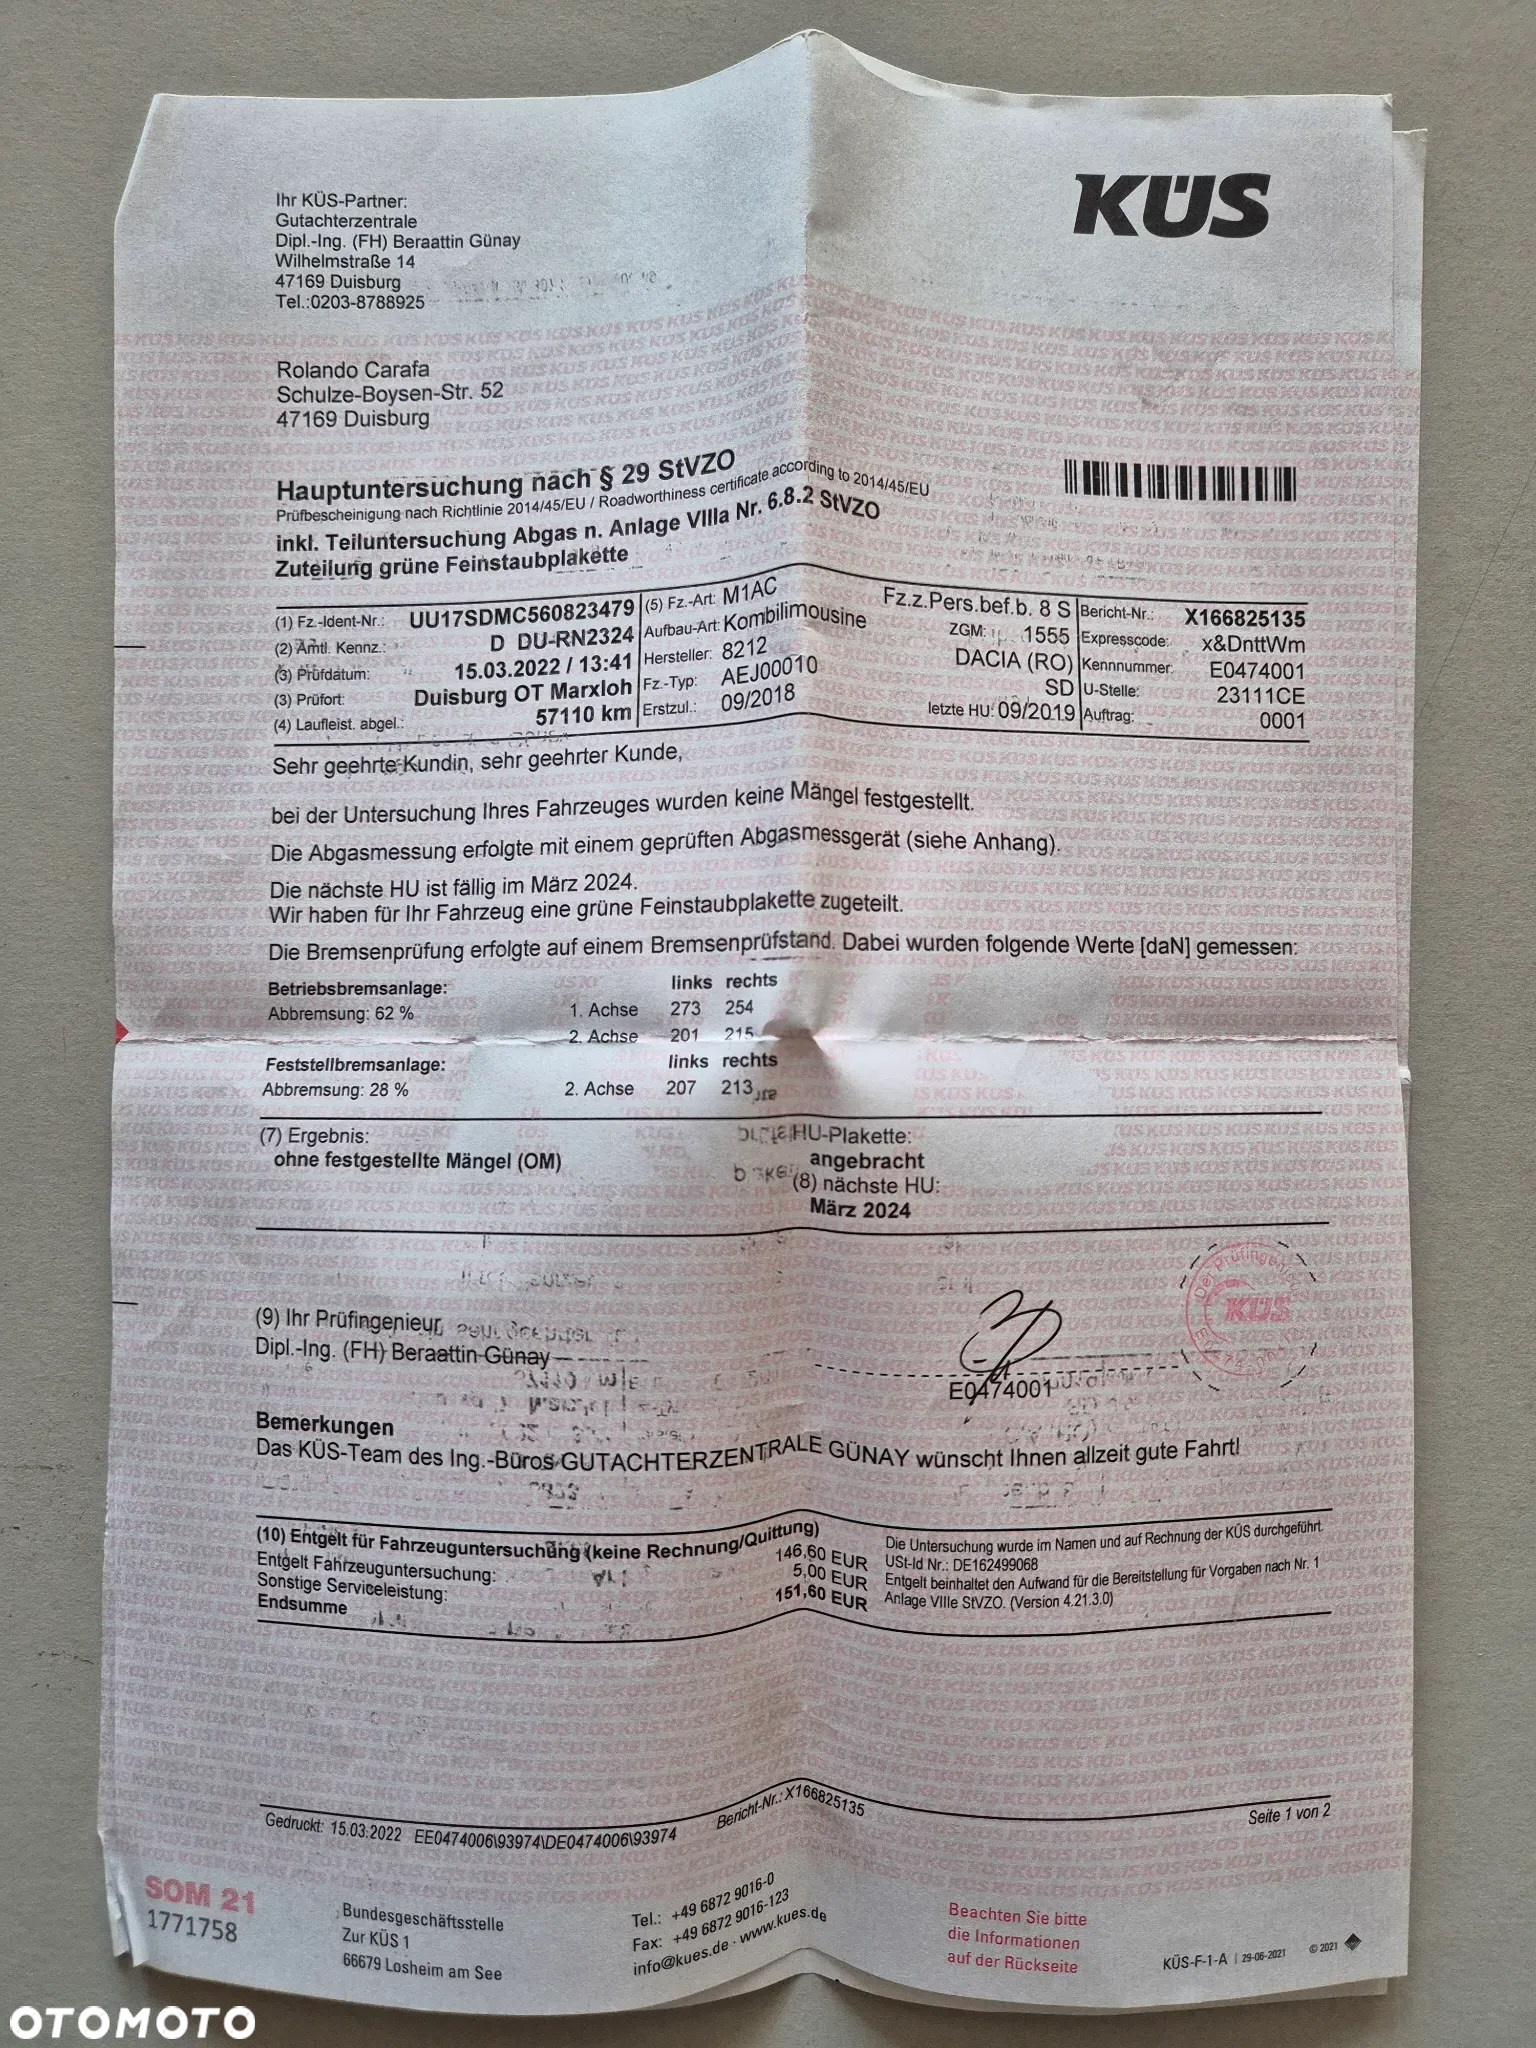 KÜS
Ihr KÜS-Partner:
Gutachterzentrale
Dipl.-Ing. (FH) Beraattin Günay
Wilhelmstraße 14
47169 Duisburg
Tel.:0203-8788925
Rolando Carafa
Schulze-Boysen-Str. 52
47169 Duisburg
Hauptuntersuchung nach § 29 StVZO
Prüfbescheinigung nach Richtlinie 2014/45/EU / Roadworthiness certificate according to 2014/45/EU
inkl. Teiluntersuchung Abgas n. Anlage VIIIa Nr. 6.8.2 StVZO
Zuteilung grüne Feinstaubplakette
(1) Fz.-Ident-Nr.: UU17SDMC560823479 (5) Fz.-Art: M1AC Fz.z.Pers.bef.b. 8 S Bericht-Nr.: X166825135
(2) Amtl. Kennz.: D DU-RN2324 Aufbau-Art: Kombilimousine ZGM: 1555 Expresscode: x&DnttWm
(3) Prüfdatum: 15.03.2022 / 13:41 Hersteller: 8212 DACIA (RO) Kennnummer: E0474001
(3) Prüfort: Duisburg OT Marxloh Fz.-Typ: AEJ00010 SD U-Stelle: 23111CE
(4) Laufleist. abgel.: 57110 km Erstzul.: 09/2018 letzte HU: 09/2019 Auftrag: 0001
Sehr geehrte Kundin, sehr geehrter Kunde,
bei der Untersuchung Ihres Fahrzeuges wurden keine Mängel festgestellt.
Die Abgasmessung erfolgte mit einem geprüften Abgasmessgerät (siehe Anhang).
Die nächste HU ist fällig im März 2024.
Wir haben für Ihr Fahrzeug eine grüne Feinstaubplakette zugeteilt.
Die Bremsenprüfung erfolgte auf einem Bremsenprüfstand. Dabei wurden folgende Werte [daN] gemessen:
Betriebsbremsanlage: links rechts
Abbremsung: 62 % 1. Achse 273 254
2. Achse 201 215
Feststellbremsanlage: links rechts
Abbremsung: 28 % 2. Achse 207 213
(7) Ergebnis: HU-Plakette:
ohne festgestellte Mängel (OM) angebracht
(8) nächste HU:
März 2024
(9) Ihr Prüfingenieur
Dipl.-Ing. (FH) Beraattin Günay
E0474001
KÜS
Bemerkungen
Das KÜS-Team des Ing.-Büros GUTACHTERZENTRALE GÜNAY wünscht Ihnen allzeit gute Fahrt!
(10) Entgelt für Fahrzeuguntersuchung (keine Rechnung/Quittung)
Entgelt Fahrzeuguntersuchung: 146,60 EUR
Sonstige Serviceleistung: 5,00 EUR
Endsumme 151,60 EUR
Die Untersuchung wurde im Namen und auf Rechnung der KÜS durchgeführt.
USt-Id Nr.: DE162499068
Entgelt beinhaltet den Aufwand für die Bereitstellung für Vorgaben nach Nr. 1
Anlage VIIIe StVZO. (Version 4.21.3.0)
Gedruckt: 15.03.2022 EE0474006\93974\DE0474006\93974 Bericht-Nr.: X166825135 Seite 1 von 2
SOM 21
1771758
Bundesgeschäftsstelle
Zur KÜS 1
66679 Losheim am See
Tel.: +49 6872 9016-0
Fax: +49 6872 9016-123
info@kues.de · www.kues.de
Beachten Sie bitte
die Informationen
auf der Rückseite
KÜS-F-1-A | 29-06-2021 © 2021
OTOMOTO